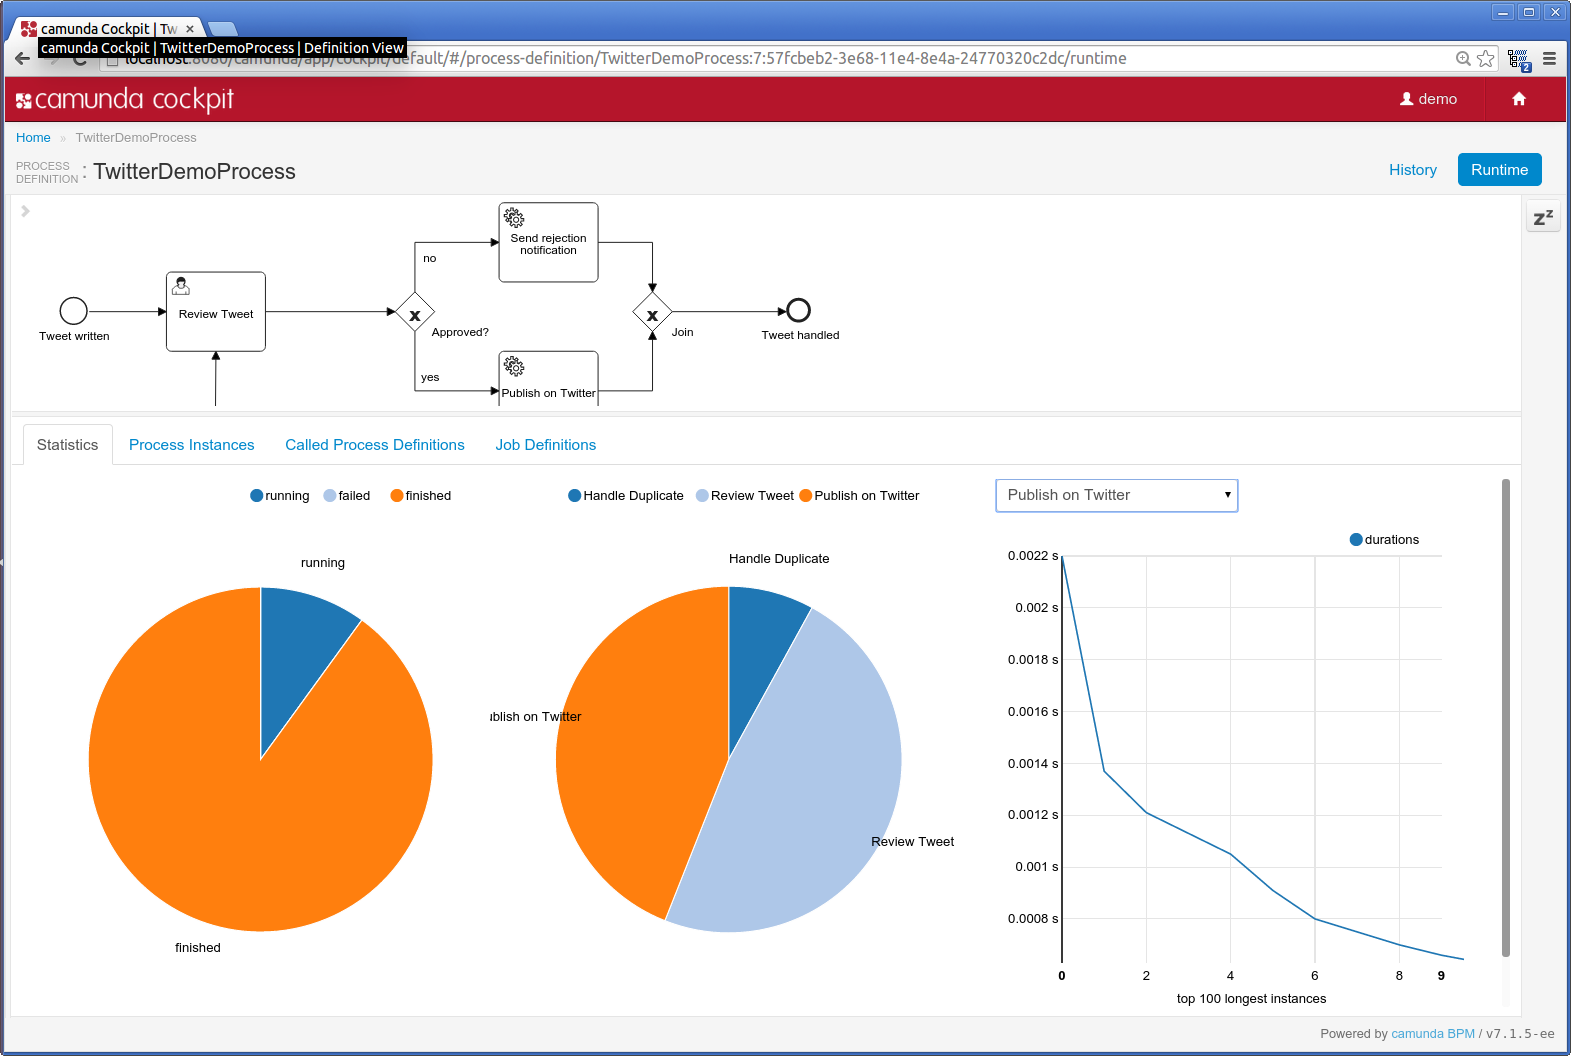 camunda Cockpit | Tw
camunda Cockpit | TwitterDemoProcess | Definition View
localhost:8080/camunda/app/cockpit/default/#/process-definition/TwitterDemoProcess:7:57fcbeb2-3e68-11e4-8e4a-24770320c2dc/runtime
2
camunda cockpit
demo
Home » TwitterDemoProcess
PROCESS DEFINITION : TwitterDemoProcess
History
Runtime
zz
Send rejection
notification
no
Review Tweet
Tweet written
Approved?
Join
Tweet handled
yes
Publish on Twitter
Statistics
Process Instances
Called Process Definitions
Job Definitions
running failed finished
Handle Duplicate Review Tweet Publish on Twitter
Publish on Twitter
durations
running
finished
Handle Duplicate
ublish on Twitter
Review Tweet
0.0022 s
0.002 s
0.0018 s
0.0016 s
0.0014 s
0.0012 s
0.001 s
0.0008 s
0 2 4 6 8 9
top 100 longest instances
Powered by camunda BPM / v7.1.5-ee